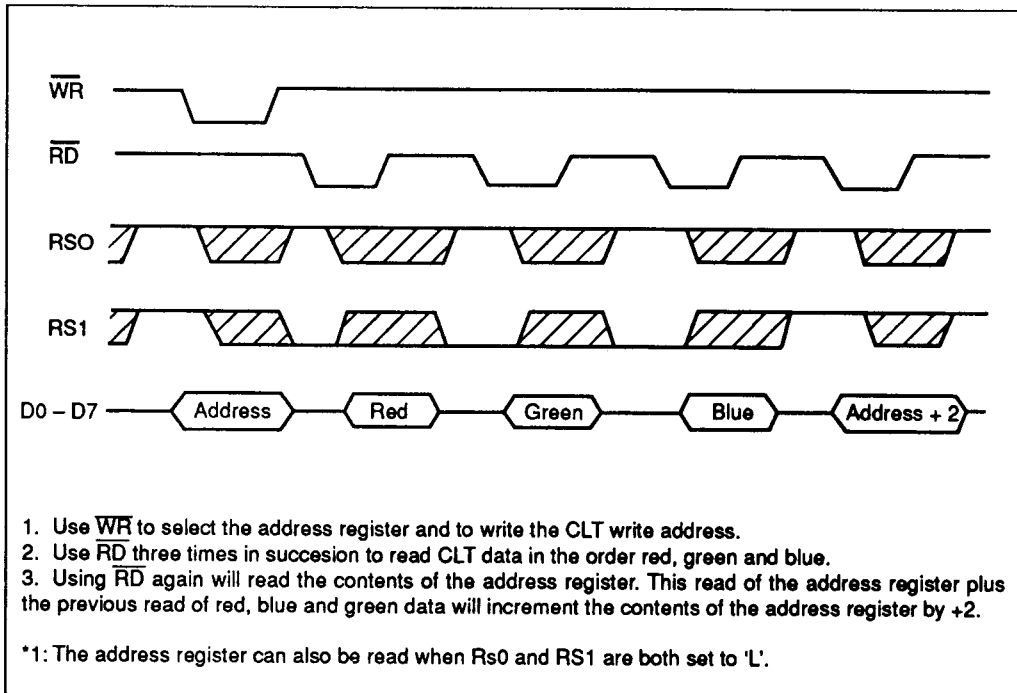 WR
RD
RSO
RS1
D0 – D7 Address Red Green Blue Address + 2
1. Use WR to select the address register and to write the CLT write address.
2. Use RD three times in succesion to read CLT data in the order red, green and blue.
3. Using RD again will read the contents of the address register. This read of the address register plus
the previous read of red, blue and green data will increment the contents of the address register by +2.
*1: The address register can also be read when Rs0 and RS1 are both set to 'L'.